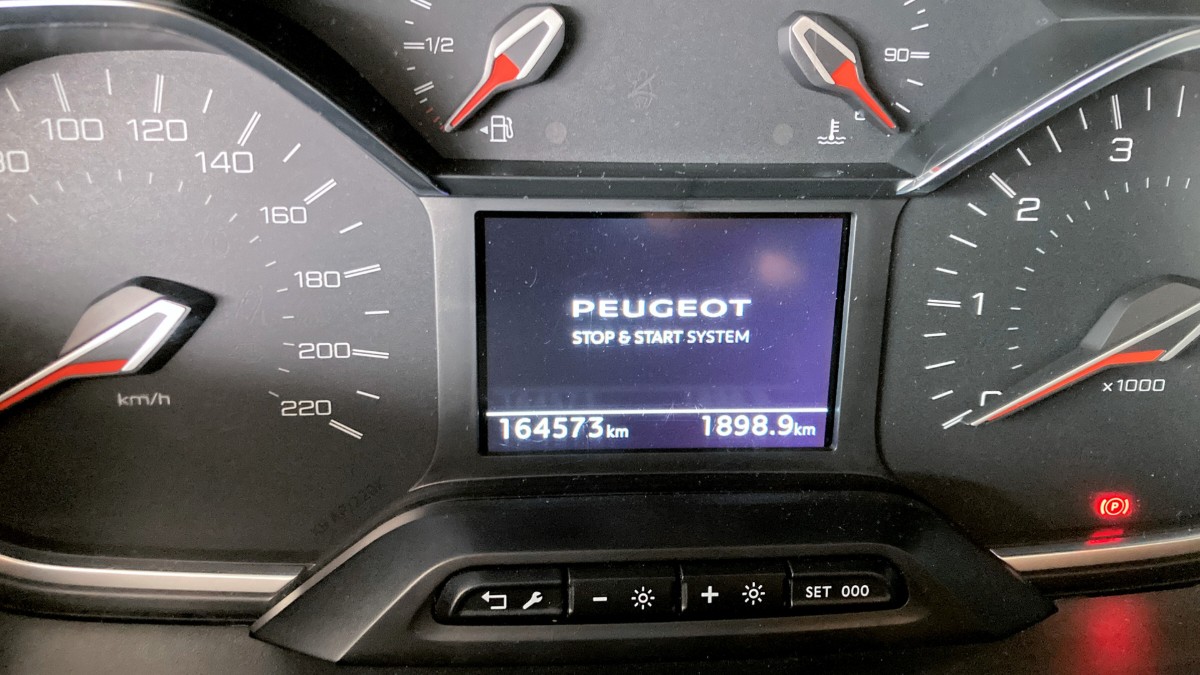 1/2
90
80
100
120
140
160
180
200
220
km/h
PEUGEOT
STOP & START SYSTEM
164573km
1898.9km
3
2
1
x1000
P
SET 000